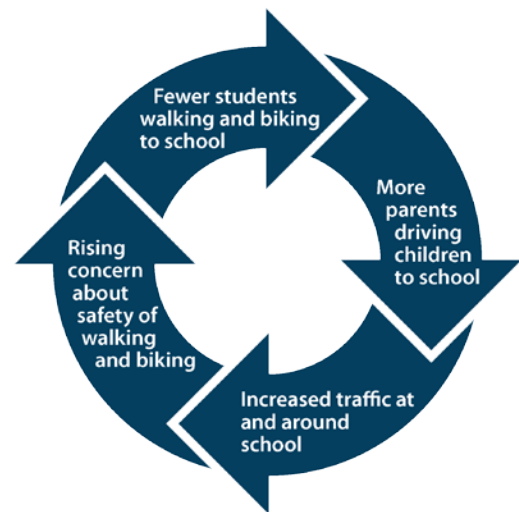 Fewer students
walking and biking
to school
More
parents
driving
children
to school
Increased traffic at
and around
school
Rising
concern
about
safety of
walking
and biking